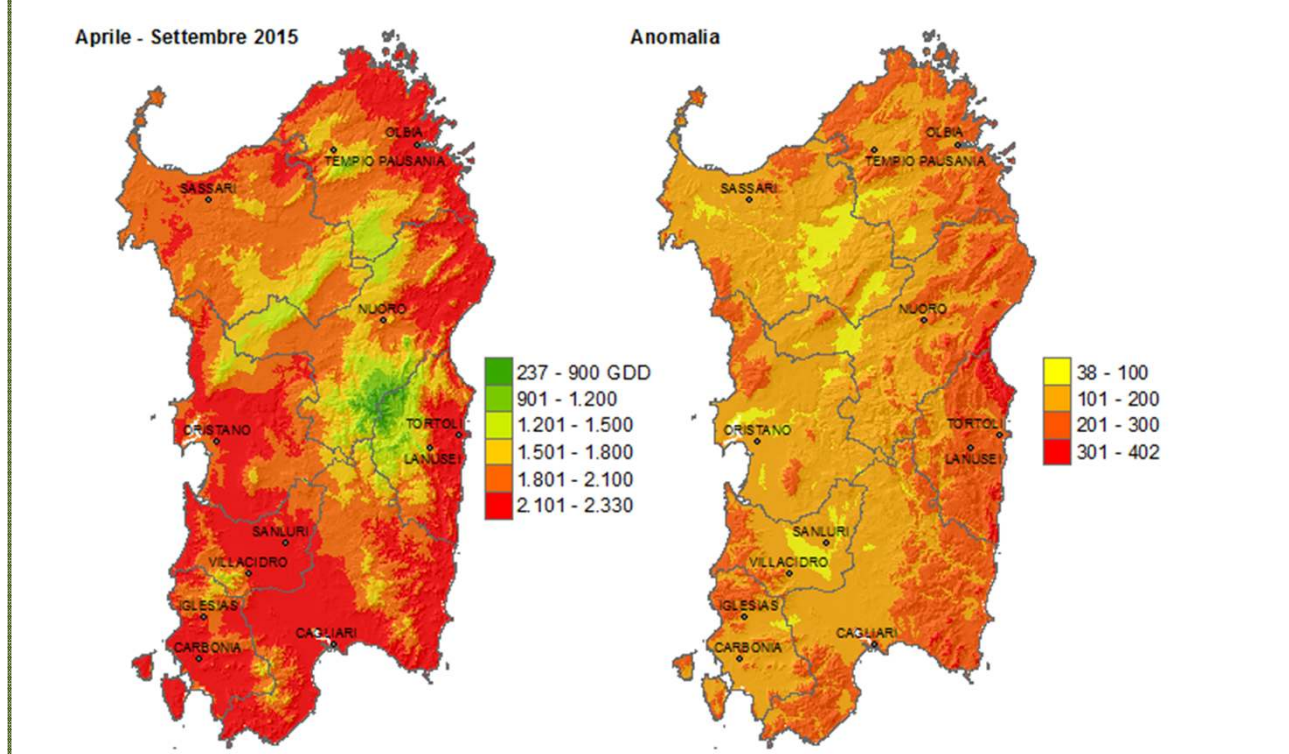 Aprile - Settembre 2015
OLBIA
TEMPIO PAUSANIA
SASSARI
NUORO
ORISTANO
TORTOLI
LANUSEI
SANLURI
VILLACIDRO
IGLESIAS
CAGLIARI
CARBONIA
237 - 900 GDD
901 - 1.200
1.201 - 1.500
1.501 - 1.800
1.801 - 2.100
2.101 - 2.330
Anomalia
OLBIA
TEMPIO PAUSANIA
SASSARI
NUORO
ORISTANO
TORTOLI
LANUSEI
SANLURI
VILLACIDRO
IGLESIAS
CAGLIARI
CARBONIA
38 - 100
101 - 200
201 - 300
301 - 402